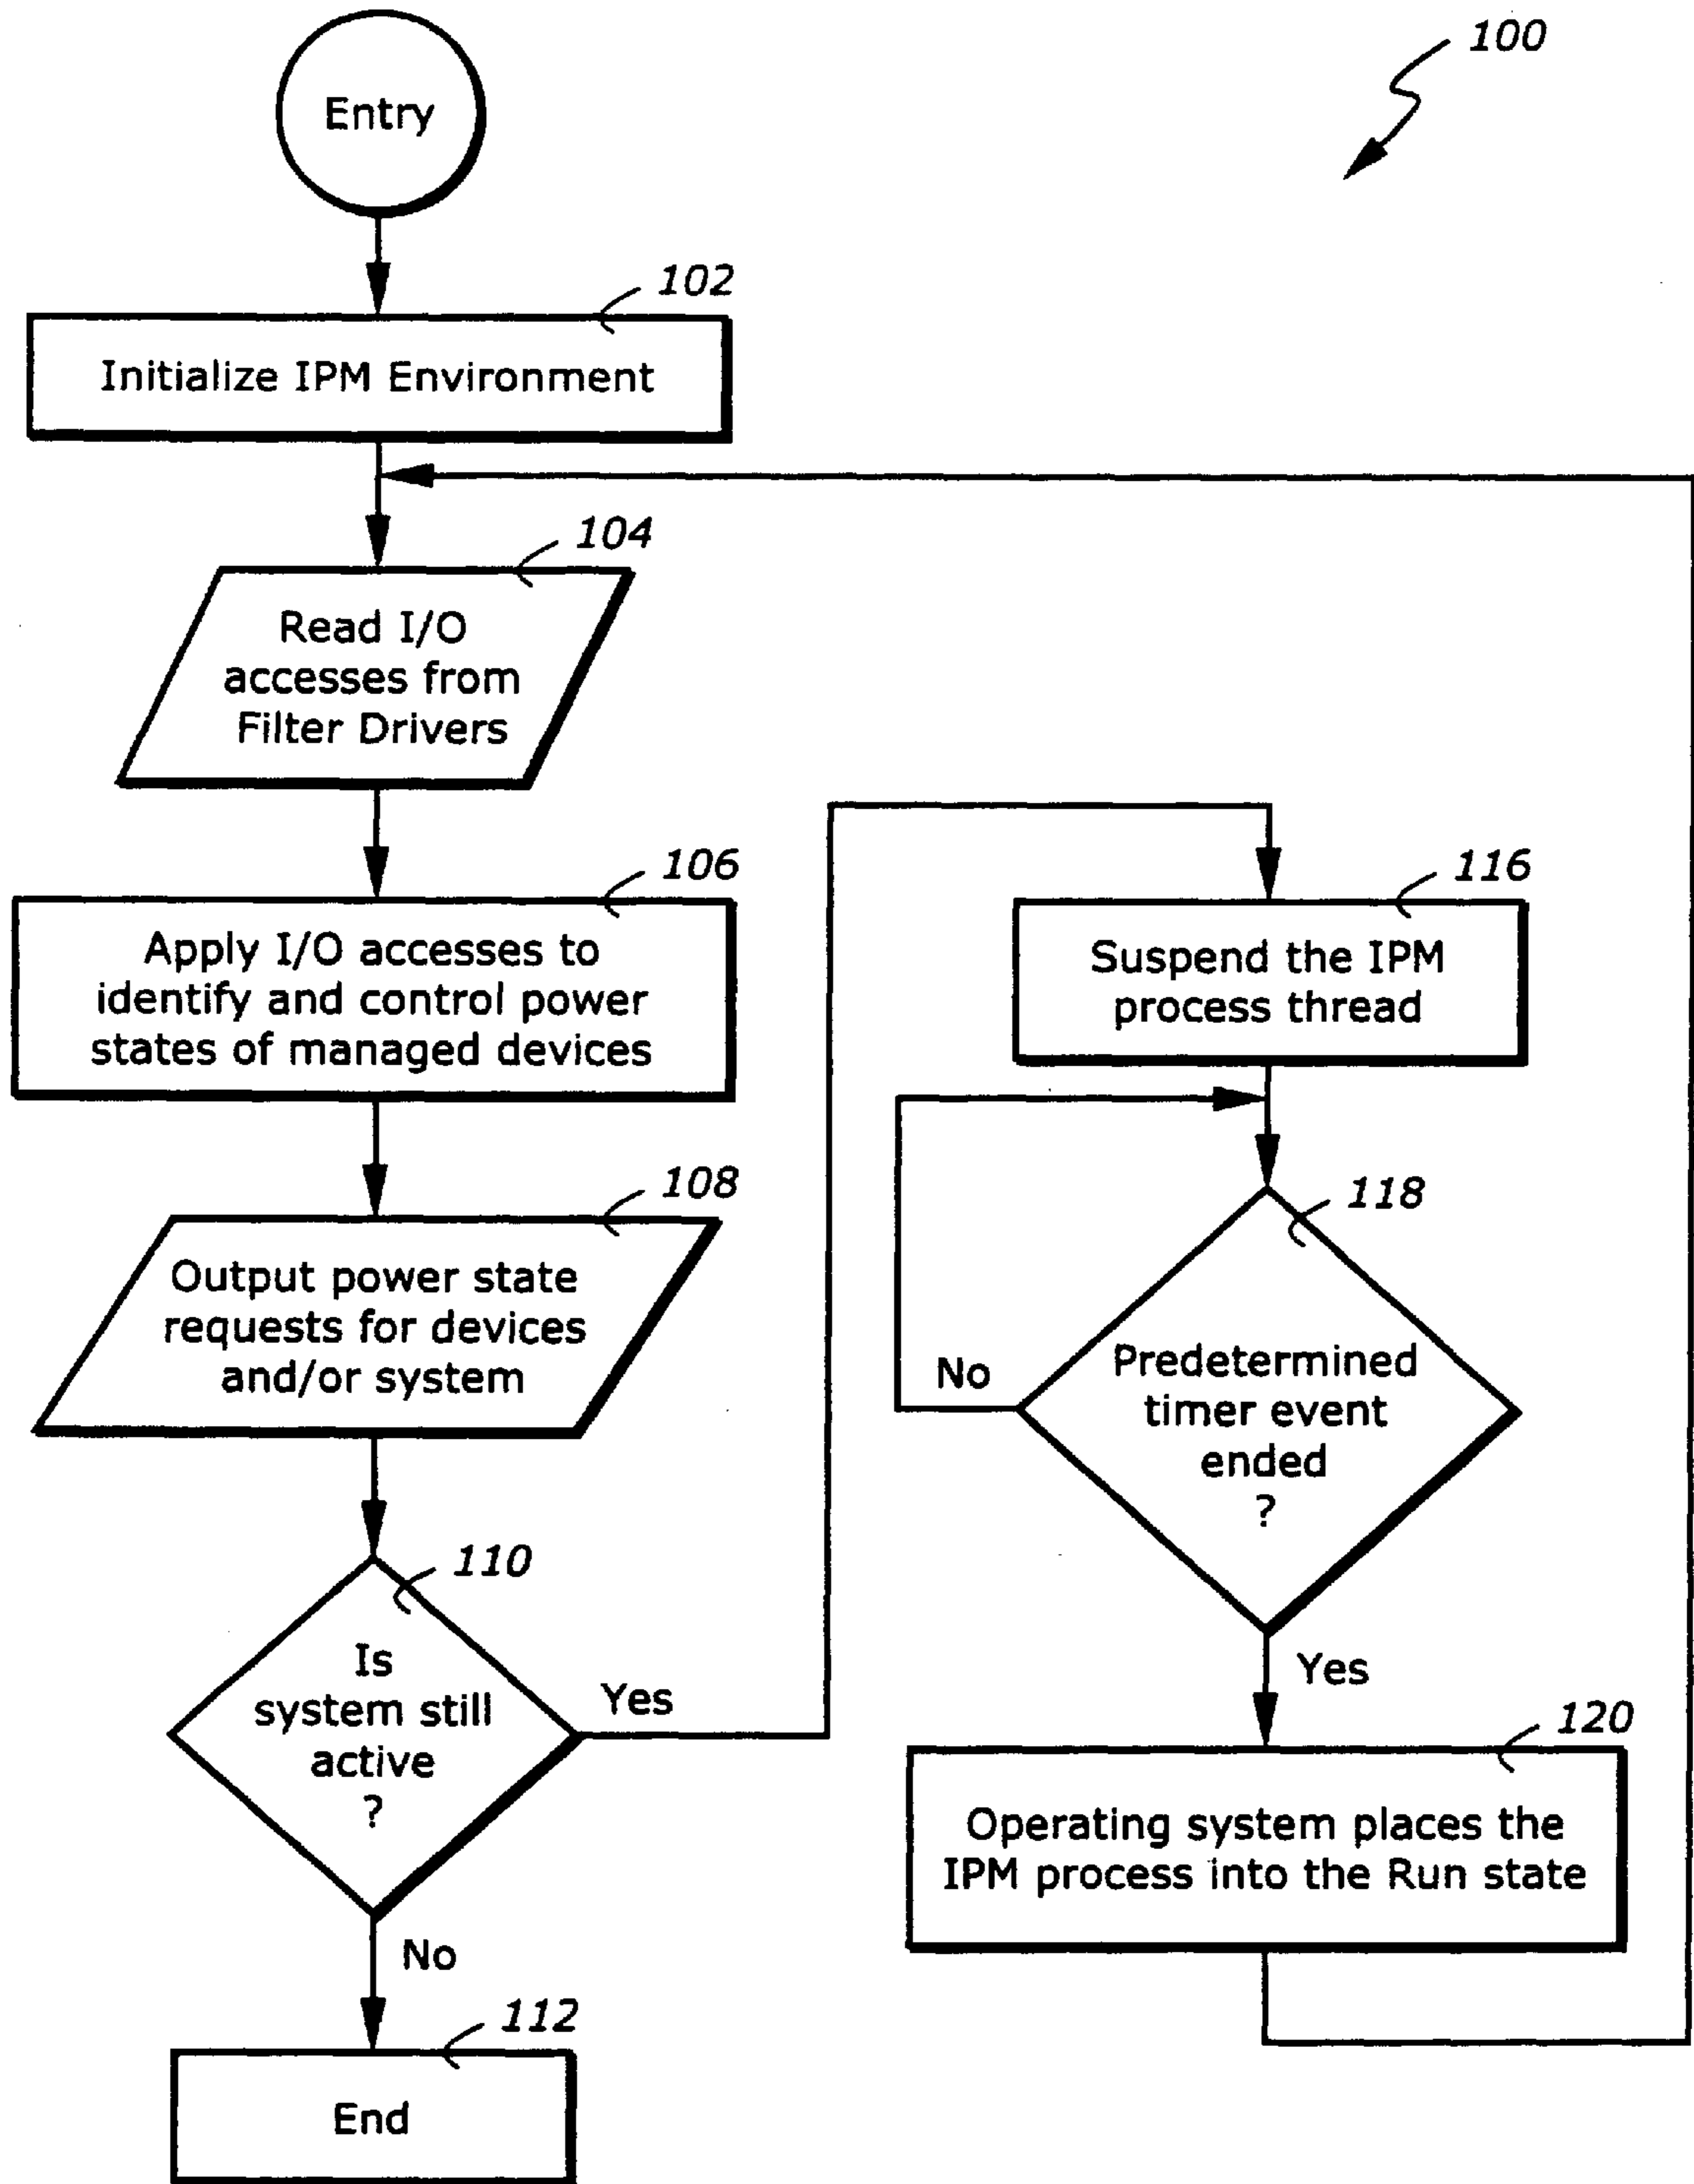 100
Entry
102
Initialize IPM Environment
104
Read I/O
accesses from
Filter Drivers
106
Apply I/O accesses to
identify and control power
states of managed devices
108
Output power state
requests for devices
and/or system
110
Is
system still
active
?
Yes
No
112
End
116
Suspend the IPM
process thread
118
Predetermined
timer event
ended
?
No
Yes
120
Operating system places the
IPM process into the Run state